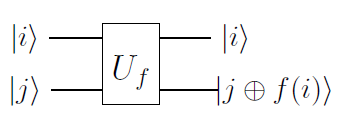 |i⟩ |i⟩
U_f
|j⟩ |j ⊕ f(i)⟩